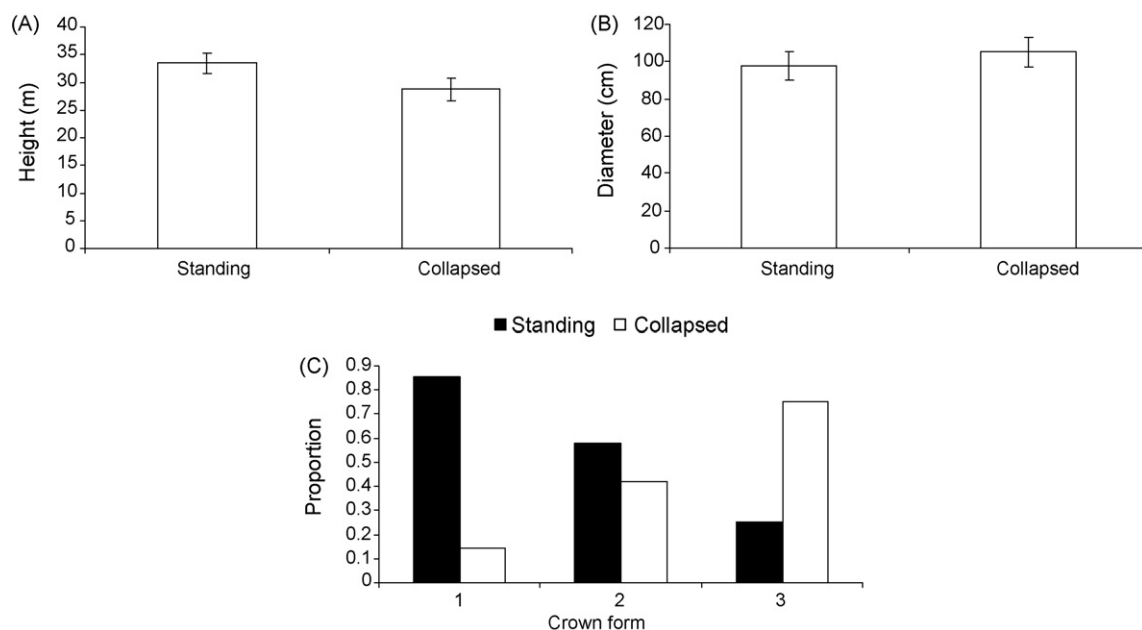 (A)
Height (m)
40
35
30
25
20
15
10
5
0
Standing Collapsed
(B)
Diameter (cm)
120
100
80
60
40
20
0
Standing Collapsed
Standing Collapsed
(C)
Proportion
0.9
0.8
0.7
0.6
0.5
0.4
0.3
0.2
0.1
0
1 2 3
Crown form